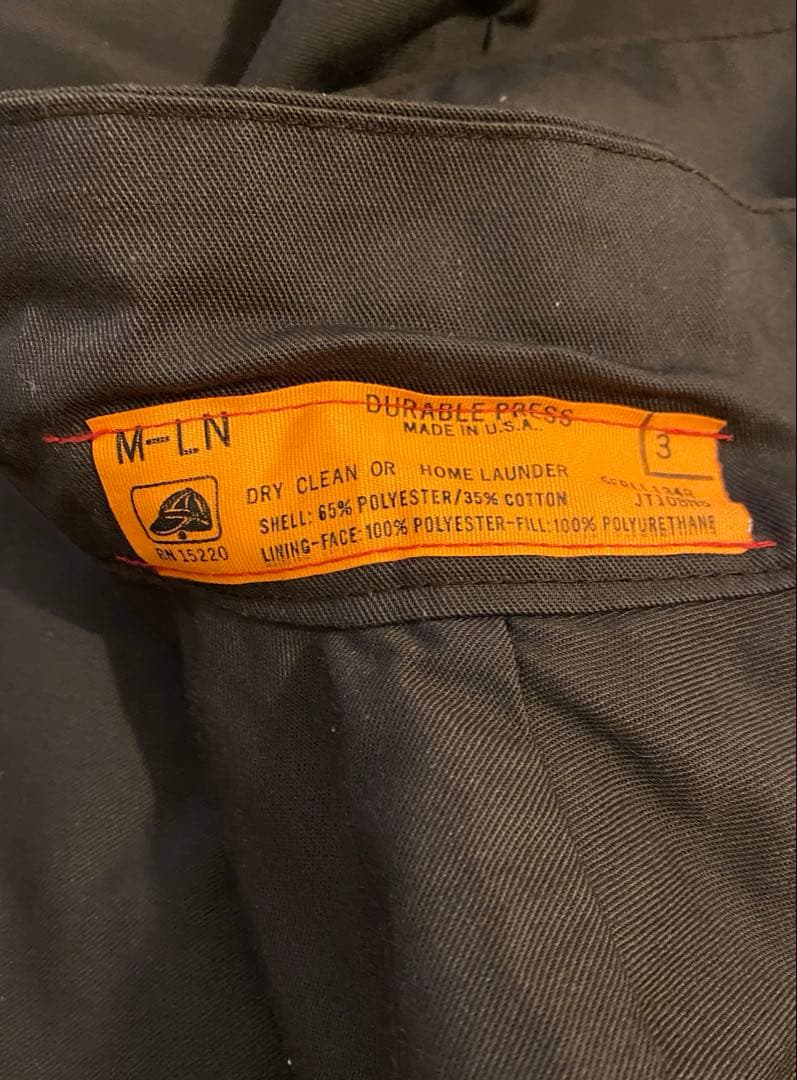 M-LN
DURABLE PRESS
MADE IN U.S.A.
3
DRY CLEAN OR HOME LAUNDER
SHELL: 65% POLYESTER/35% COTTON
LINING-FACE:100% POLYESTER-FILL:100% POLYURETHANE
RN 15220